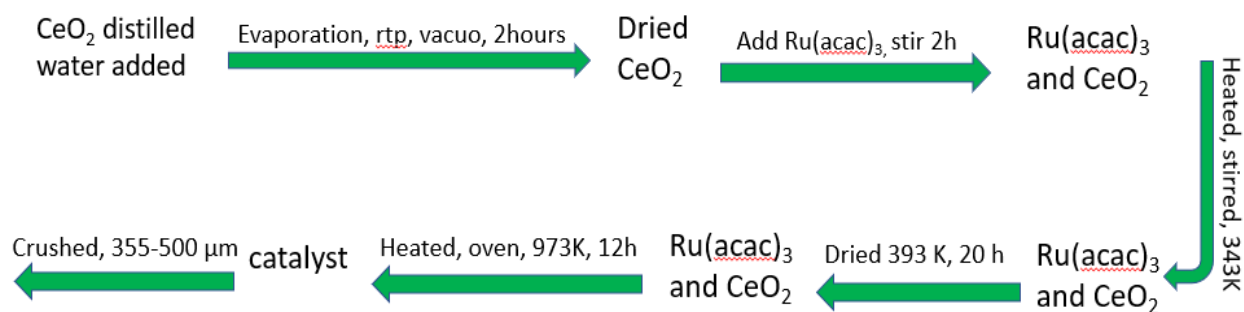 CeO₂ distilled
water added
Evaporation, rtp, vacuo, 2hours
Dried
CeO₂
Add Ru(acac)₃, stir 2h
Ru(acac)₃
and CeO₂
Heated, stirred, 343K
Ru(acac)₃
and CeO₂
Dried 393 K, 20 h
Ru(acac)₃
and CeO₂
Heated, oven, 973K, 12h
catalyst
Crushed, 355-500 μm